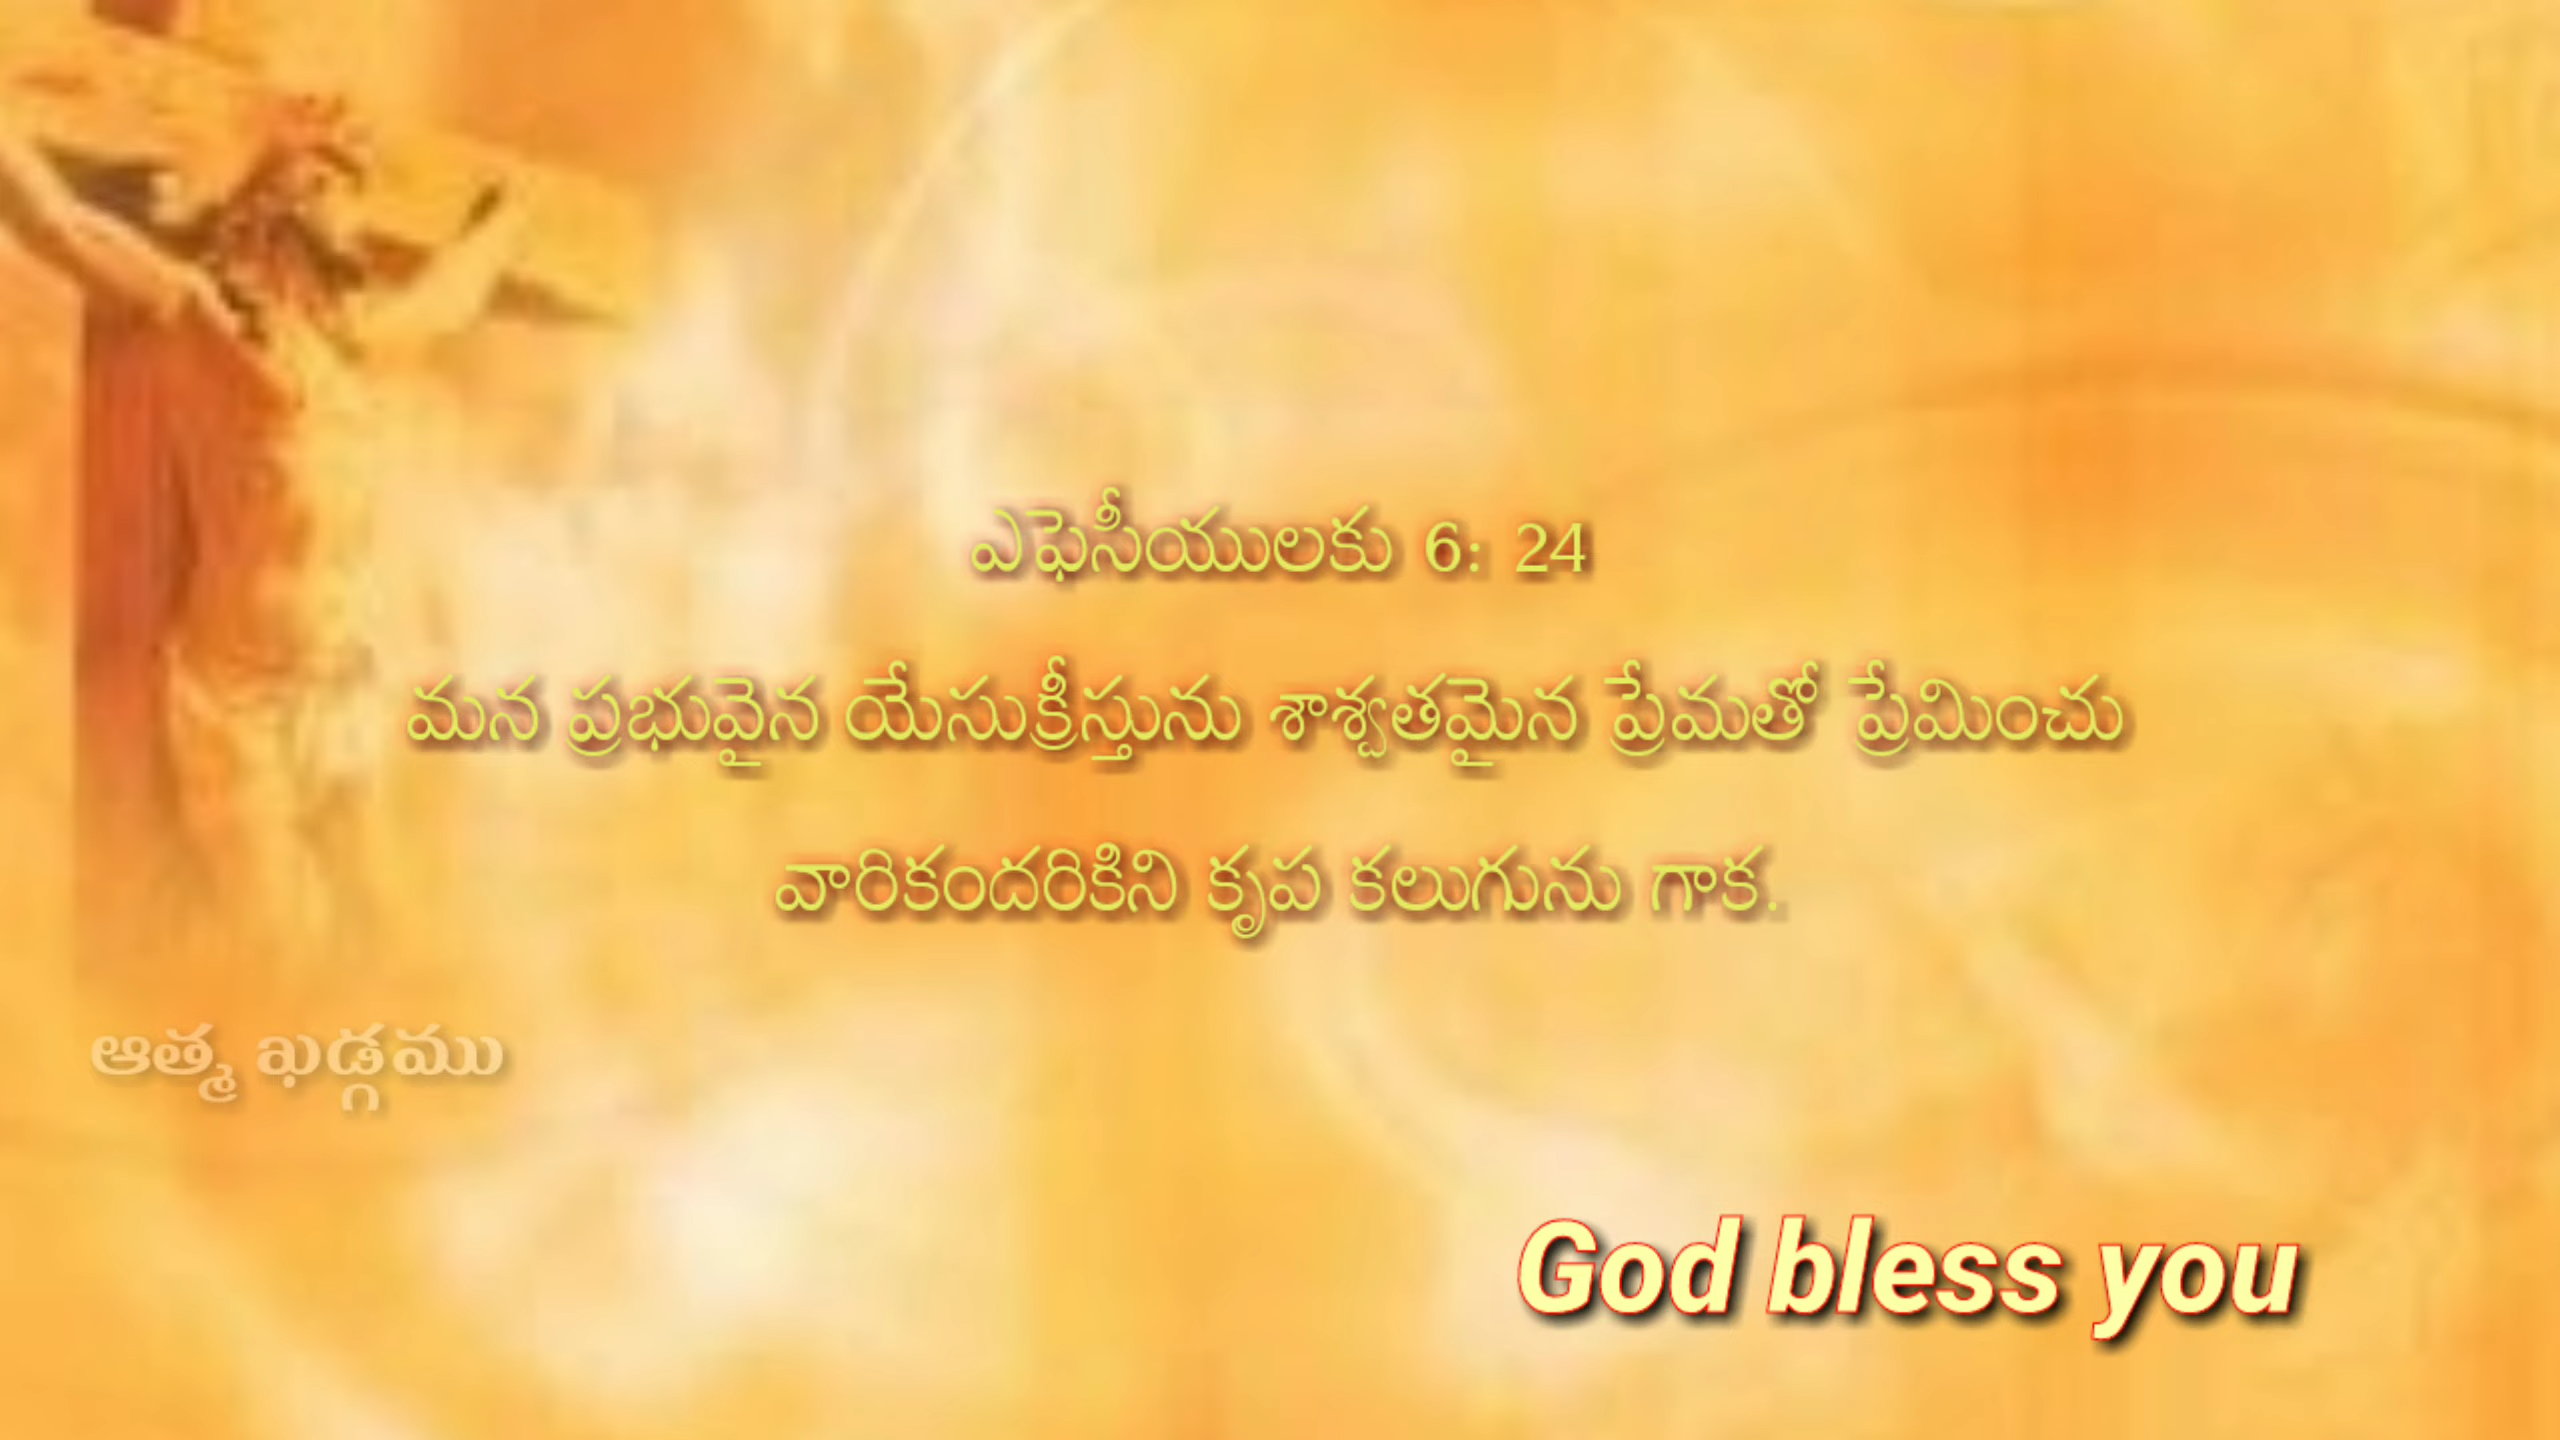 ఎఫెసీయులకు 6: 24
మన ప్రభువైన యేసుక్రీస్తును శాశ్వతమైన ప్రేమతో ప్రేమించు
వారికందరికిని కృప కలుగును గాక.
ఆత్మ ఖడ్గము
God bless you